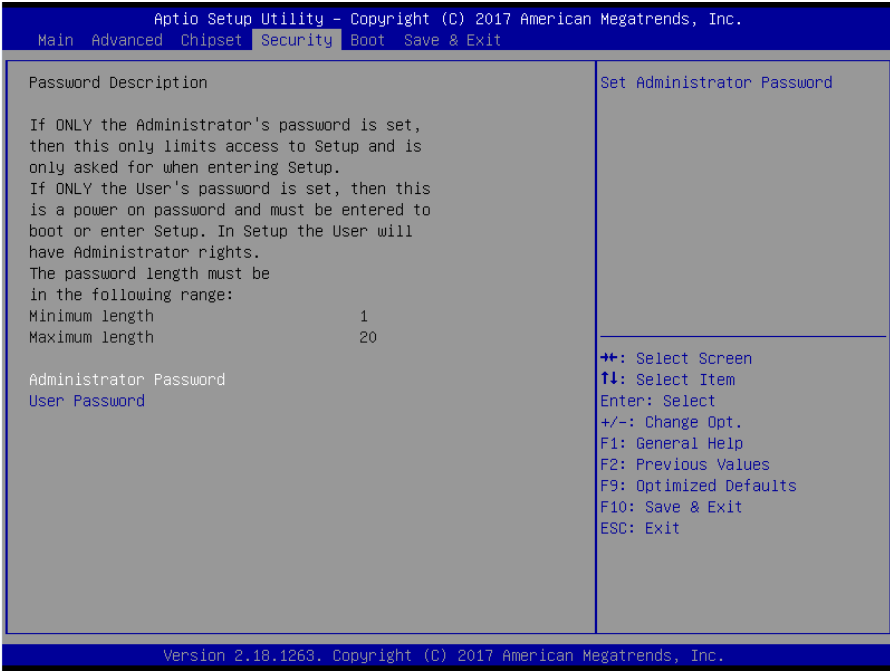 Aptio Setup Utility – Copyright (C) 2017 American Megatrends, Inc.
Main Advanced Chipset Security Boot Save & Exit
Password Description
If ONLY the Administrator's password is set,
then this only limits access to Setup and is
only asked for when entering Setup.
If ONLY the User's password is set, then this
is a power on password and must be entered to
boot or enter Setup. In Setup the User will
have Administrator rights.
The password length must be
in the following range:
Minimum length 1
Maximum length 20
Administrator Password
User Password
Set Administrator Password
→←: Select Screen
↑↓: Select Item
Enter: Select
+/-: Change Opt.
F1: General Help
F2: Previous Values
F9: Optimized Defaults
F10: Save & Exit
ESC: Exit
Version 2.18.1263. Copyright (C) 2017 American Megatrends, Inc.